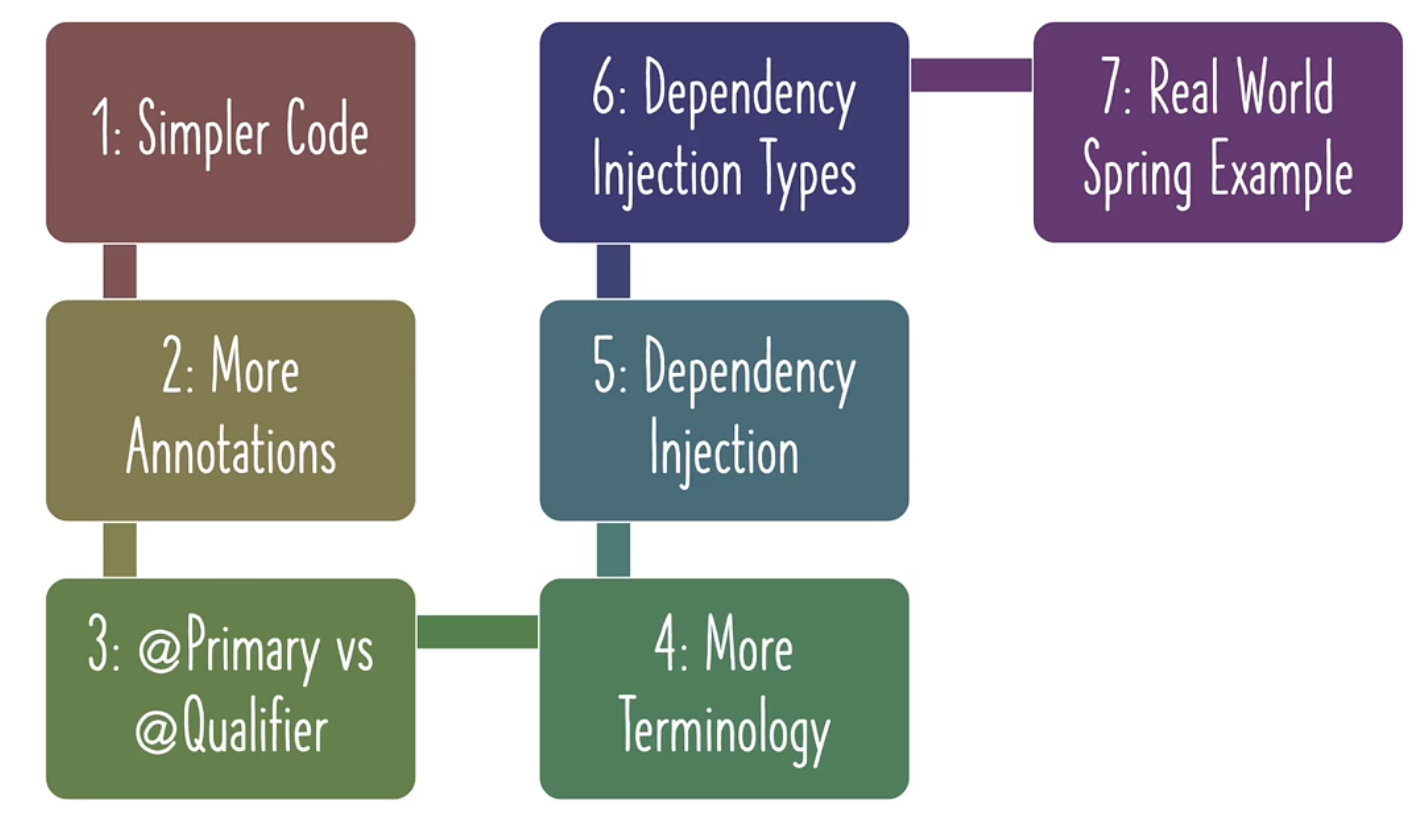 1: Simpler Code
2: More
Annotations
3: @Primary vs
@Qualifier
4: More
Terminology
5: Dependency
Injection
6: Dependency
Injection Types
7: Real World
Spring Example